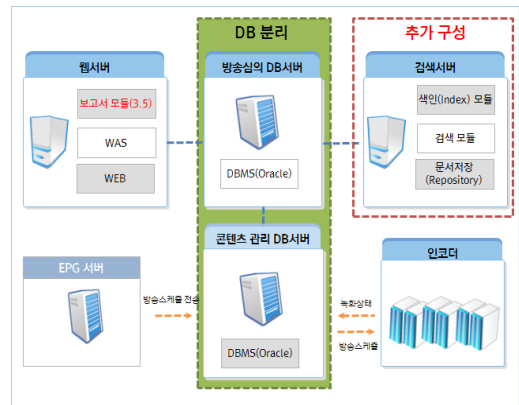 DB 분리
추가 구성
웹서버
보고서 모듈(3.5)
WAS
WEB
방송심의 DB서버
DBMS(Oracle)
검색서버
색인(Index) 모듈
검색 모듈
문서저장
(Repository)
EPG 서버
방송스케줄 전송
콘텐츠 관리 DB서버
DBMS(Oracle)
인코더
녹화상태
방송스케줄